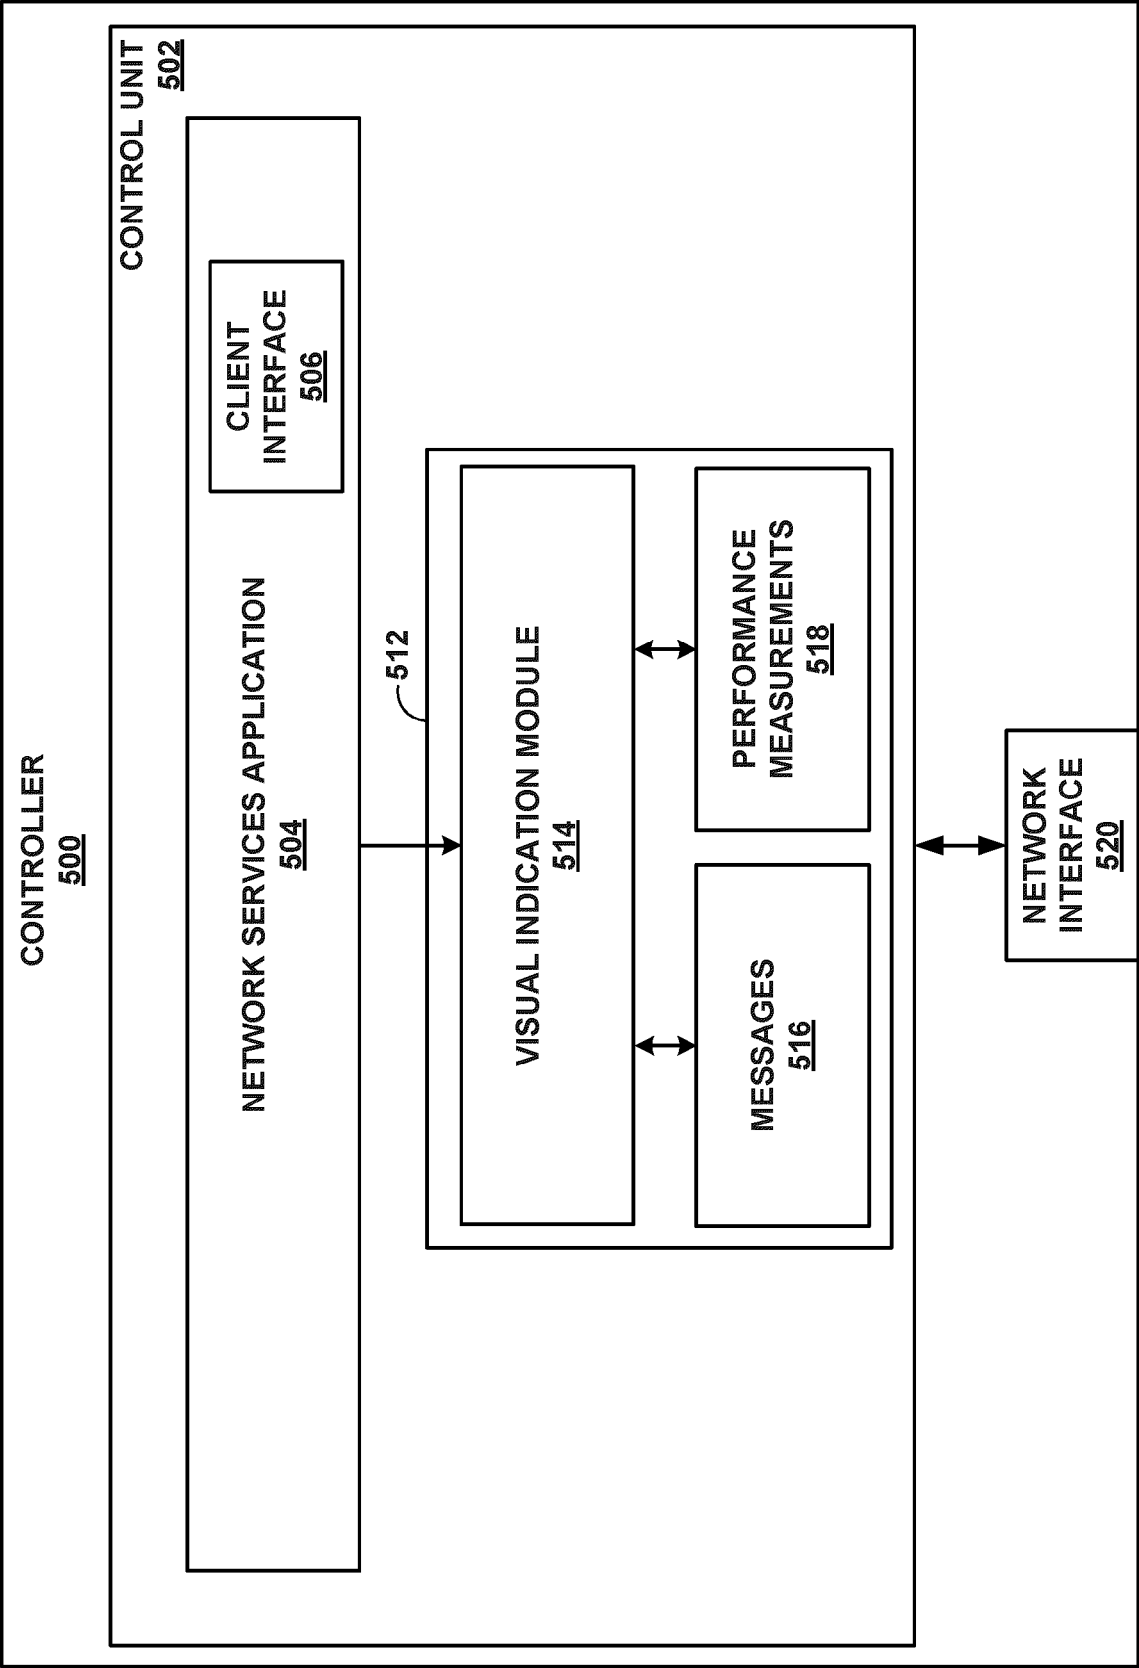 CONTROLLER
500
CONTROL UNIT
502
NETWORK SERVICES APPLICATION
504
CLIENT
INTERFACE
506
512
VISUAL INDICATION MODULE
514
MESSAGES
516
PERFORMANCE
MEASUREMENTS
518
NETWORK
INTERFACE
520